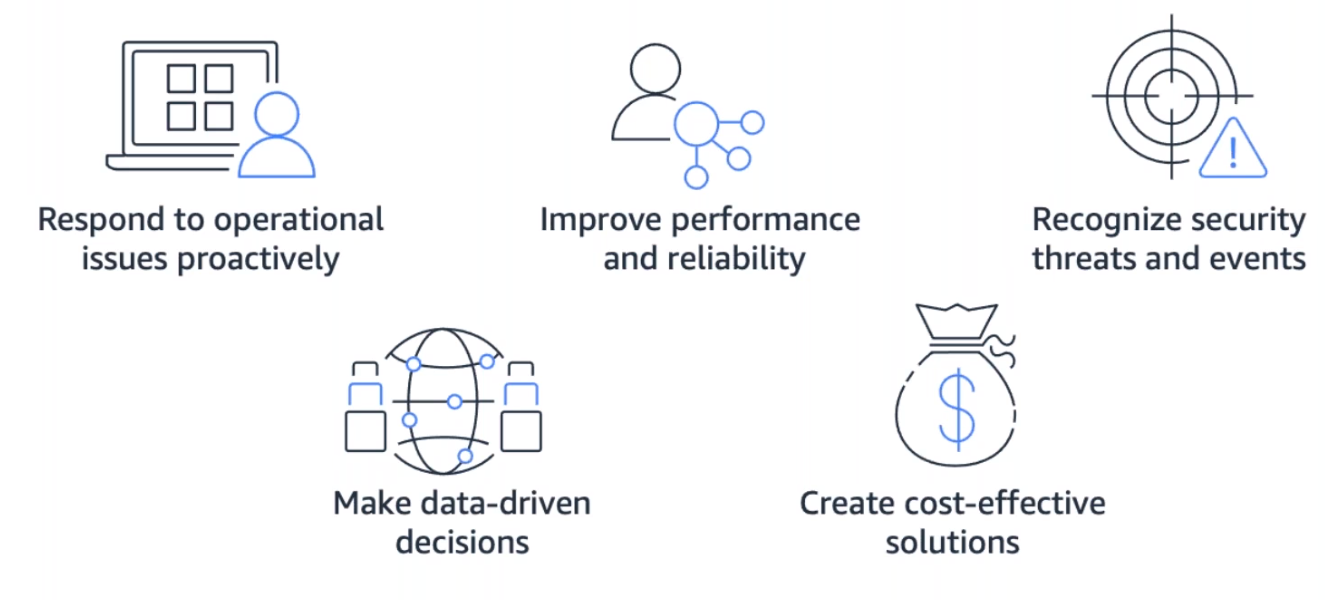 Respond to operational
issues proactively
Improve performance
and reliability
Recognize security
threats and events
Make data-driven
decisions
Create cost-effective
solutions